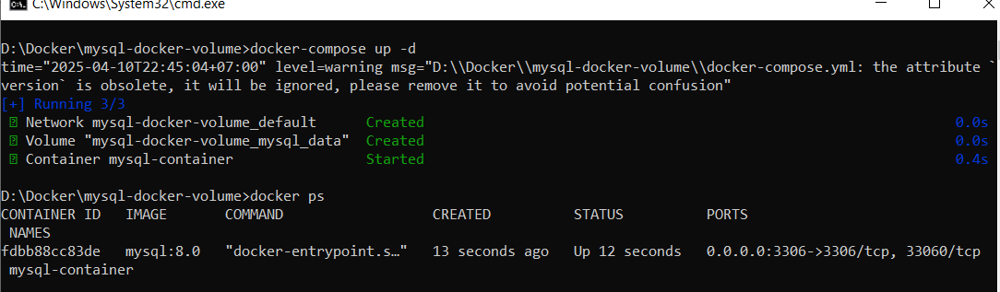 C:\Windows\System32\cmd.exe
D:\Docker\mysql-docker-volume>docker-compose up -d
time="2025-04-10T22:45:04+07:00" level=warning msg="D:\\Docker\\mysql-docker-volume\\docker-compose.yml: the attribute `
version` is obsolete, it will be ignored, please remove it to avoid potential confusion"
[+] Running 3/3
Network mysql-docker-volume_default Created 0.0s
Volume "mysql-docker-volume_mysql_data" Created 0.0s
Container mysql-container Started 0.4s
D:\Docker\mysql-docker-volume>docker ps
CONTAINER ID IMAGE COMMAND CREATED STATUS PORTS
NAMES
fdbb88cc83de mysql:8.0 "docker-entrypoint.s…" 13 seconds ago Up 12 seconds 0.0.0.0:3306->3306/tcp, 33060/tcp
mysql-container